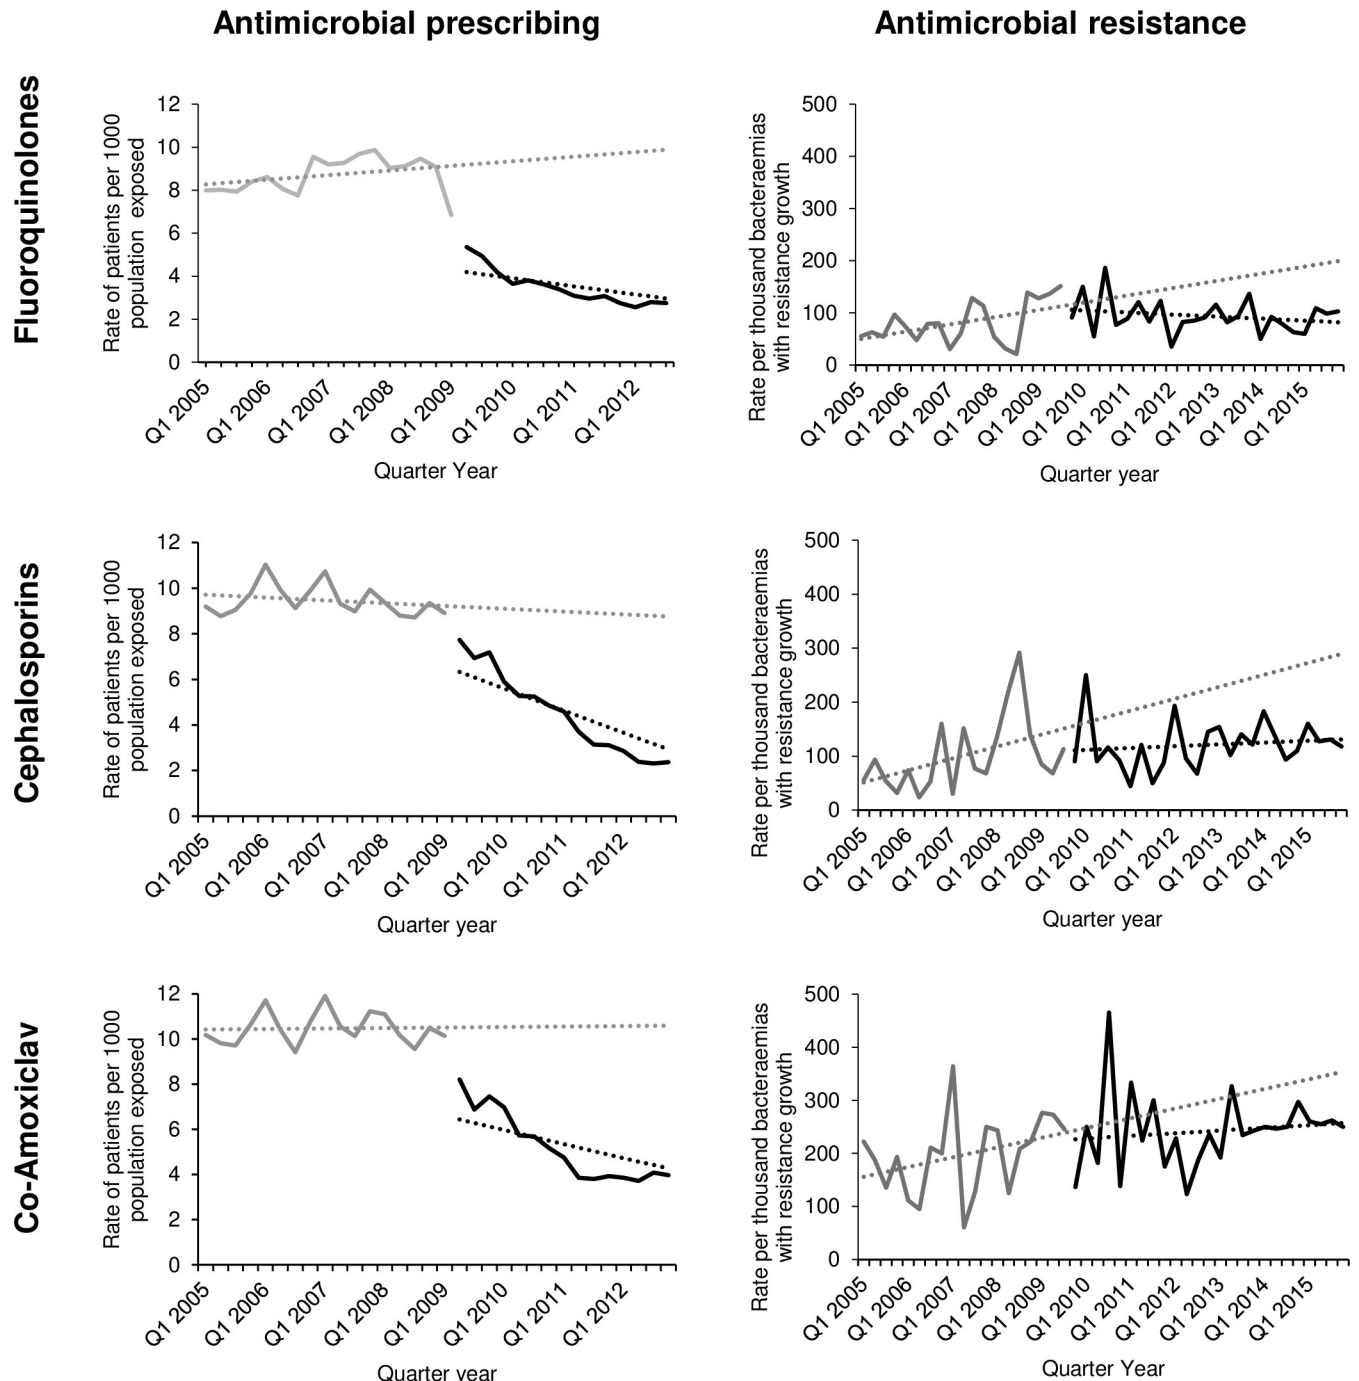 Antimicrobial prescribing
Antimicrobial resistance
Fluoroquinolones
Rate of patients per 1000
population exposed
12
10
8
6
4
2
0
Q1 2005
Q1 2006
Q1 2007
Q1 2008
Q1 2009
Q1 2010
Q1 2011
Q1 2012
Quarter Year
Rate per thousand bacteraemias
with resistance growth
500
400
300
200
100
0
Q1 2005
Q1 2006
Q1 2007
Q1 2008
Q1 2009
Q1 2010
Q1 2011
Q1 2012
Q1 2013
Q1 2014
Q1 2015
Quarter year
Cephalosporins
Rate of patients per 1000
population exposed
12
10
8
6
4
2
0
Q1 2005
Q1 2006
Q1 2007
Q1 2008
Q1 2009
Q1 2010
Q1 2011
Q1 2012
Quarter year
Rate per thousand bacteraemias
with resistance growth
500
400
300
200
100
0
Q1 2005
Q1 2006
Q1 2007
Q1 2008
Q1 2009
Q1 2010
Q1 2011
Q1 2012
Q1 2013
Q1 2014
Q1 2015
Quarter year
Co-Amoxiclav
Rate of patients per 1000
population exposed
12
10
8
6
4
2
0
Q1 2005
Q1 2006
Q1 2007
Q1 2008
Q1 2009
Q1 2010
Q1 2011
Q1 2012
Quarter year
Rate per thousand bacteraemias
with resistance growth
500
400
300
200
100
0
Q1 2005
Q1 2006
Q1 2007
Q1 2008
Q1 2009
Q1 2010
Q1 2011
Q1 2012
Q1 2013
Q1 2014
Q1 2015
Quarter Year